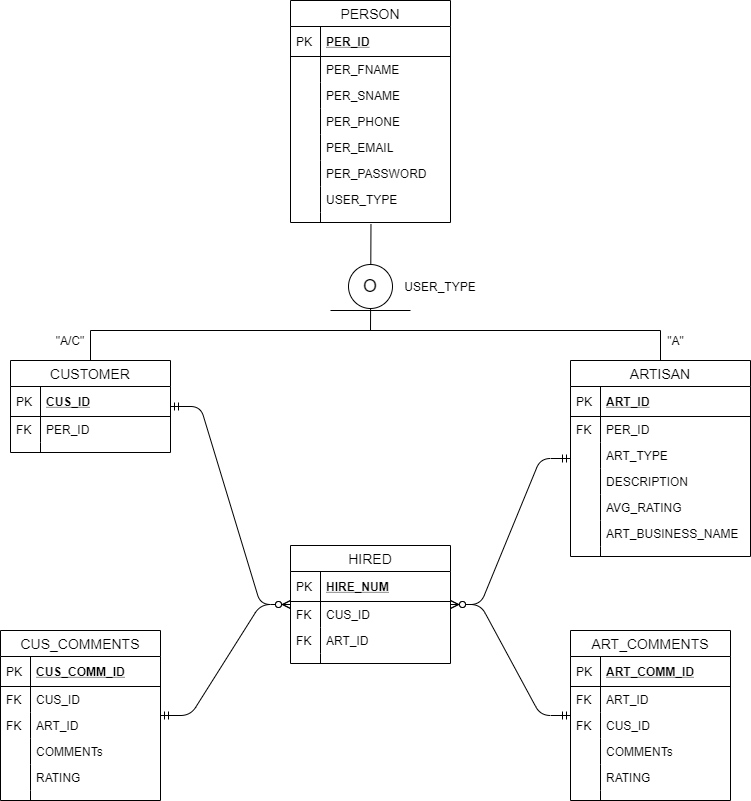 PERSON
PK PER_ID
PER_FNAME
PER_SNAME
PER_PHONE
PER_EMAIL
PER_PASSWORD
USER_TYPE
O USER_TYPE
"A/C"
"A"
CUSTOMER
PK CUS_ID
FK PER_ID
ARTISAN
PK ART_ID
FK PER_ID
ART_TYPE
DESCRIPTION
AVG_RATING
ART_BUSINESS_NAME
HIRED
PK HIRE_NUM
FK CUS_ID
FK ART_ID
CUS_COMMENTS
PK CUS_COMM_ID
FK CUS_ID
FK ART_ID
COMMENTs
RATING
ART_COMMENTS
PK ART_COMM_ID
FK ART_ID
FK CUS_ID
COMMENTs
RATING